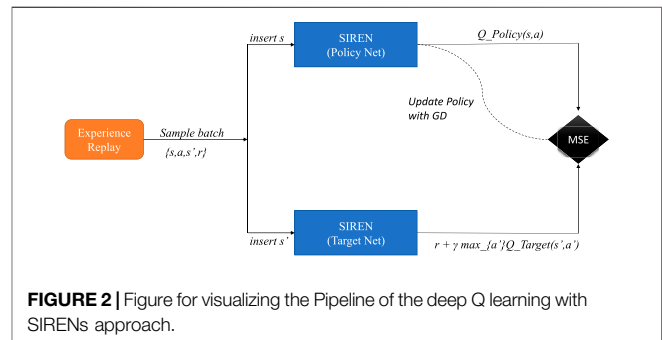 insert s
SIREN
(Policy Net)
Q_Policy(s,a)
Update Policy
with GD
Experience
Replay
Sample batch
{s,a,s',r}
MSE
insert s'
SIREN
(Target Net)
r + γ max_{a'}Q_Target(s',a')
FIGURE 2 | Figure for visualizing the Pipeline of the deep Q learning with
SIRENs approach.